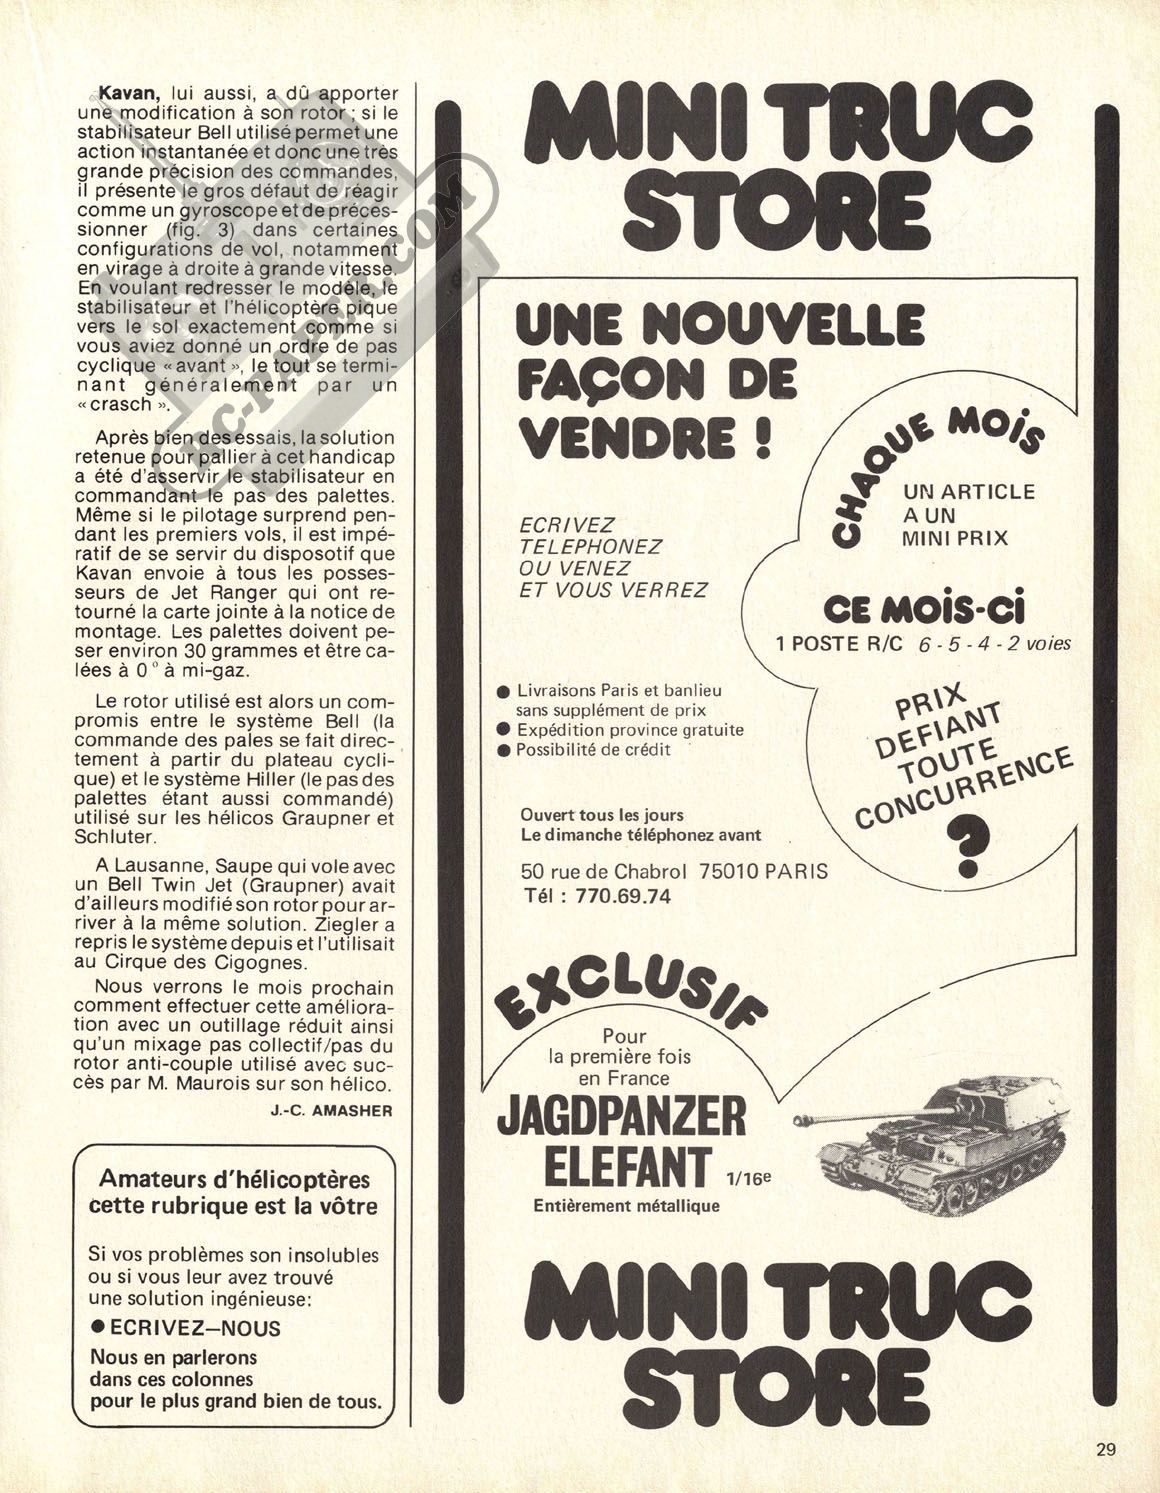 Kavan, lui aussi, a dû apporter
une modification à son rotor : si le
stabilisateur Bell utilisé permet une
action instantanée et donc une très
grande précision des commandes,
il présente le gros défaut de réagir
comme un gyroscope et de préces-
sionner (fig. 3) dans certaines
configurations de vol, notamment
en virage à droite à grande vitesse.
En voulant redresser le modèle, le
stabilisateur et l'hélicoptère pique
vers le sol exactement comme si
vous aviez donné un ordre de pas
cyclique « avant », le tout se termi-
nant généralement par un
« crasch ».
Après bien des essais, la solution
retenue pour pallier à cet handicap
a été d'asservir le stabilisateur en
commandant le pas des palettes.
Même si le pilotage surprend pen-
dant les premiers vols, il est impé-
ratif de se servir du disposotif que
Kavan envoie à tous les posses-
seurs de Jet Ranger qui ont re-
tourné la carte jointe à la notice de
montage. Les palettes doivent pe-
ser environ 30 grammes et être ca-
lées à 0° à mi-gaz.
Le rotor utilisé est alors un com-
promis entre le système Bell (la
commande des pales se fait direc-
tement à partir du plateau cycli-
que) et le système Hiller (le pas des
palettes étant aussi commandé)
utilisé sur les hélicos Graupner et
Schluter.
A Lausanne, Saupe qui vole avec
un Bell Twin Jet (Graupner) avait
d'ailleurs modifié son rotor pour ar-
river à la même solution. Ziegler a
repris le système depuis et l'utilisait
au Cirque des Cigognes.
Nous verrons le mois prochain
comment effectuer cette améliora-
tion avec un outillage réduit ainsi
qu'un mixage pas collectif/pas du
rotor anti-couple utilisé avec suc-
cès par M. Maurois sur son hélico.
J.-C. AMASHER
Amateurs d'hélicoptères
cette rubrique est la vôtre
Si vos problèmes son insolubles
ou si vous leur avez trouvé
une solution ingénieuse:
● ECRIVEZ—NOUS
Nous en parlerons
dans ces colonnes
pour le plus grand bien de tous.
RC-PAPER.COM
MINI TRUC
STORE
UNE NOUVELLE
FAÇON DE
VENDRE !
ECRIVEZ
TELEPHONEZ
OU VENEZ
ET VOUS VERREZ
CHAQUE MOIS
UN ARTICLE
A UN
MINI PRIX
CE MOIS-CI
1 POSTE R/C 6 - 5 - 4 - 2 voies
PRIX
DEFIANT
TOUTE
CONCURRENCE
?
● Livraisons Paris et banlieu
sans supplément de prix
● Expédition province gratuite
● Possibilité de crédit
Ouvert tous les jours
Le dimanche téléphonez avant
50 rue de Chabrol 75010 PARIS
Tél : 770.69.74
EXCLUSIF
Pour
la première fois
en France
JAGDPANZER
ELEFANT 1/16e
Entièrement métallique
MINI TRUC
STORE
29